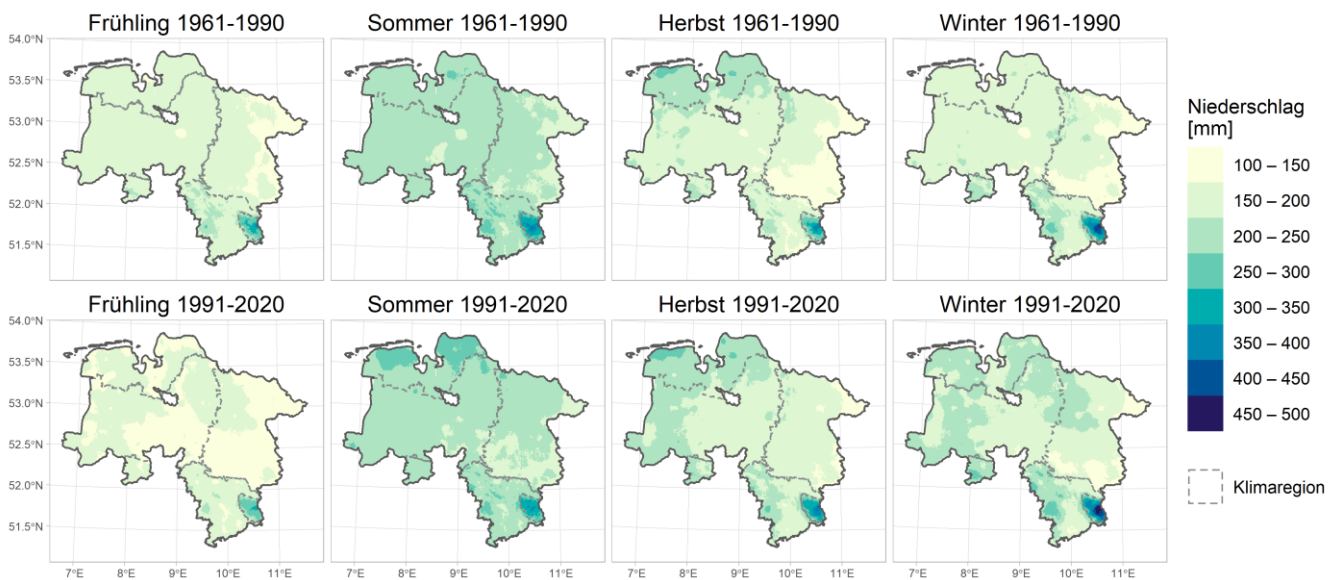 Frühling 1961-1990
Sommer 1961-1990
Herbst 1961-1990
Winter 1961-1990
54.0°N
53.5°N
53.0°N
52.5°N
52.0°N
51.5°N
Frühling 1991-2020
Sommer 1991-2020
Herbst 1991-2020
Winter 1991-2020
54.0°N
53.5°N
53.0°N
52.5°N
52.0°N
51.5°N
7°E 8°E 9°E 10°E 11°E
7°E 8°E 9°E 10°E 11°E
7°E 8°E 9°E 10°E 11°E
7°E 8°E 9°E 10°E 11°E
Niederschlag
[mm]
100 – 150
150 – 200
200 – 250
250 – 300
300 – 350
350 – 400
400 – 450
450 – 500
Klimaregion